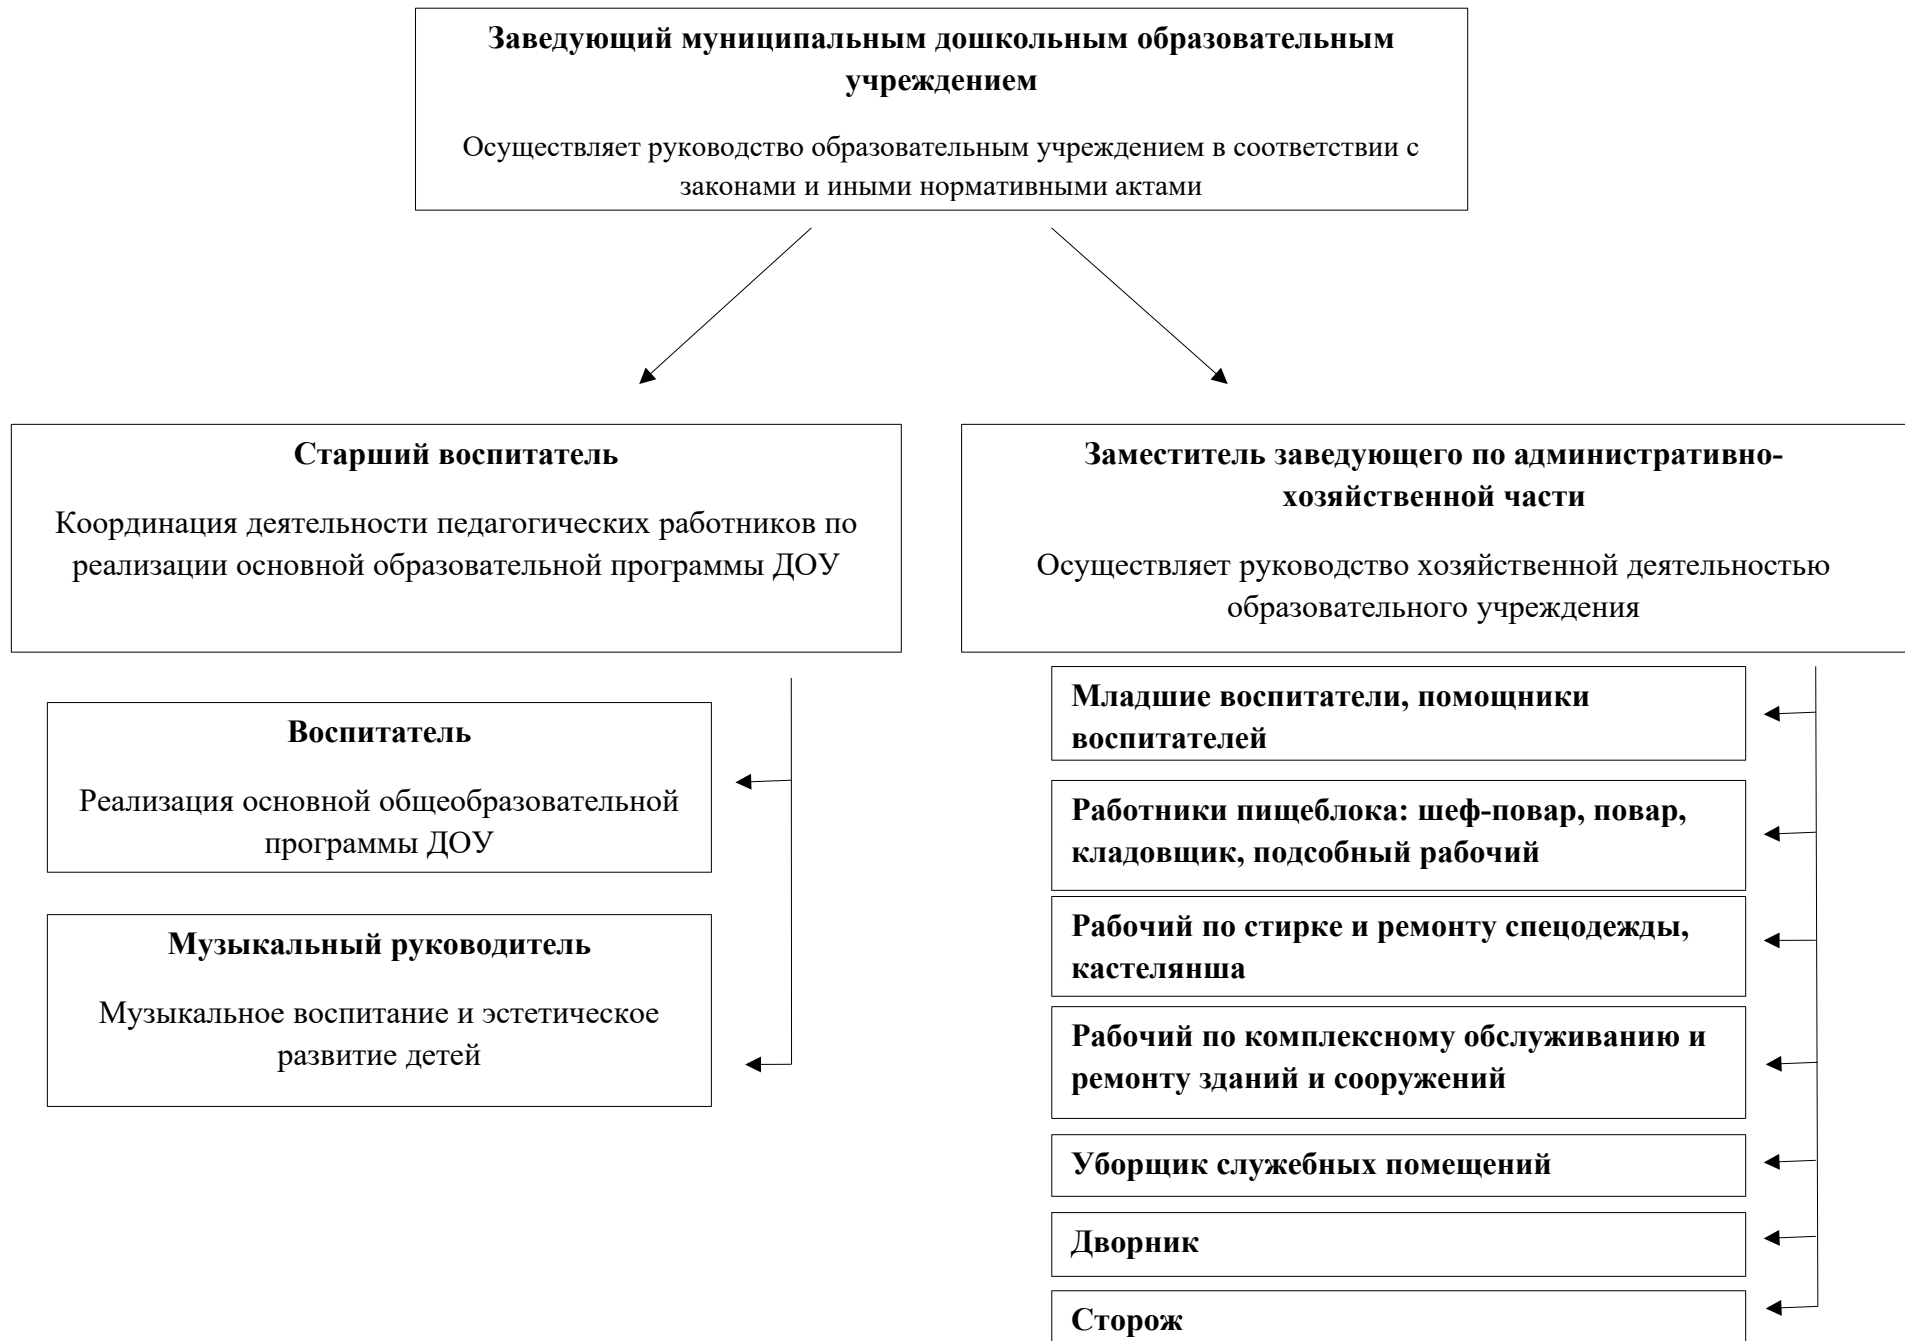 Заведующий муниципальным дошкольным образовательным
учреждением
Осуществляет руководство образовательным учреждением в соответствии с
законами и иными нормативными актами
Старший воспитатель
Координация деятельности педагогических работников по
реализации основной образовательной программы ДОУ
Воспитатель
Реализация основной общеобразовательной
программы ДОУ
Музыкальный руководитель
Музыкальное воспитание и эстетическое
развитие детей
Заместитель заведующего по административно-
хозяйственной части
Осуществляет руководство хозяйственной деятельностью
образовательного учреждения
Младшие воспитатели, помощники
воспитателей
Работники пищеблока: шеф-повар, повар,
кладовщик, подсобный рабочий
Рабочий по стирке и ремонту спецодежды,
кастелянша
Рабочий по комплексному обслуживанию и
ремонту зданий и сооружений
Уборщик служебных помещений
Дворник
Сторож